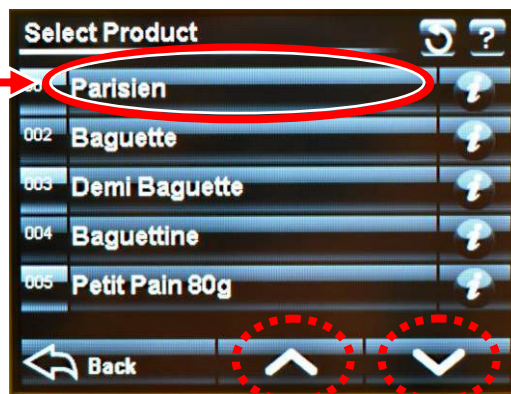 Select Product ?
Parisien i
002 Baguette i
003 Demi Baguette i
004 Baguettine i
005 Petit Pain 80g i
Back